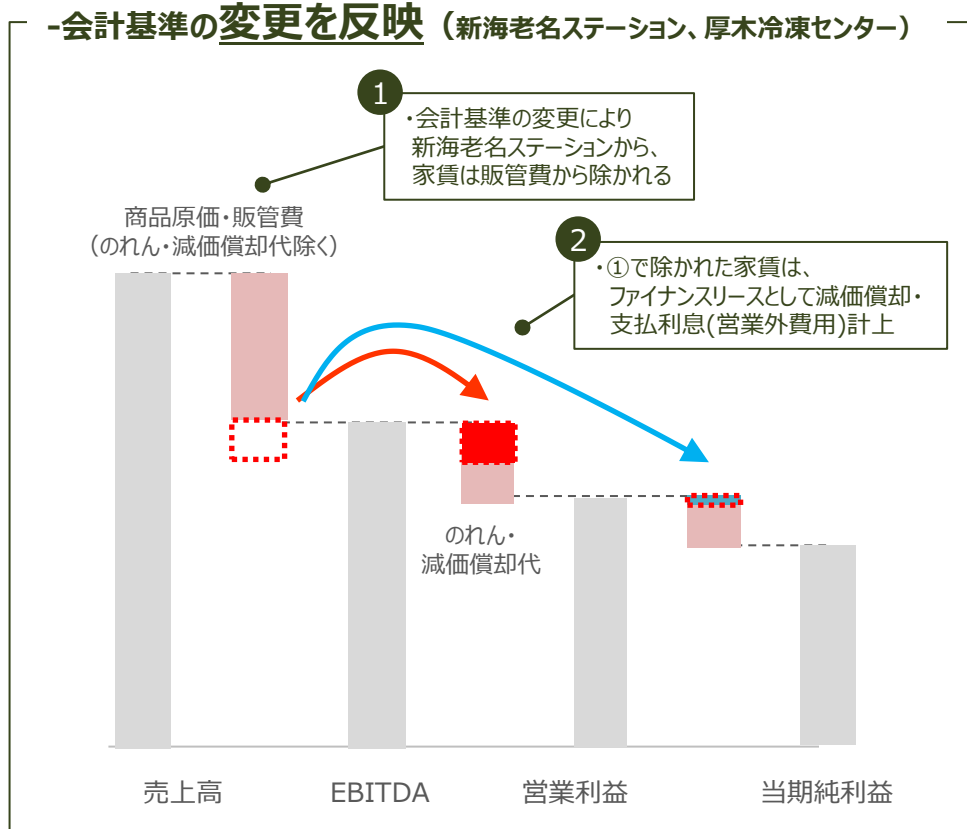 -会計基準の変更を反映（新海老名ステーション、厚木冷凍センター）
1
・会計基準の変更により
新海老名ステーションから、
家賃は販管費から除かれる
商品原価・販管費
（のれん・減価償却代除く）
2
・①で除かれた家賃は、
ファイナンスリースとして減価償却・
支払利息(営業外費用)計上
のれん・
減価償却代
売上高
EBITDA
営業利益
当期純利益